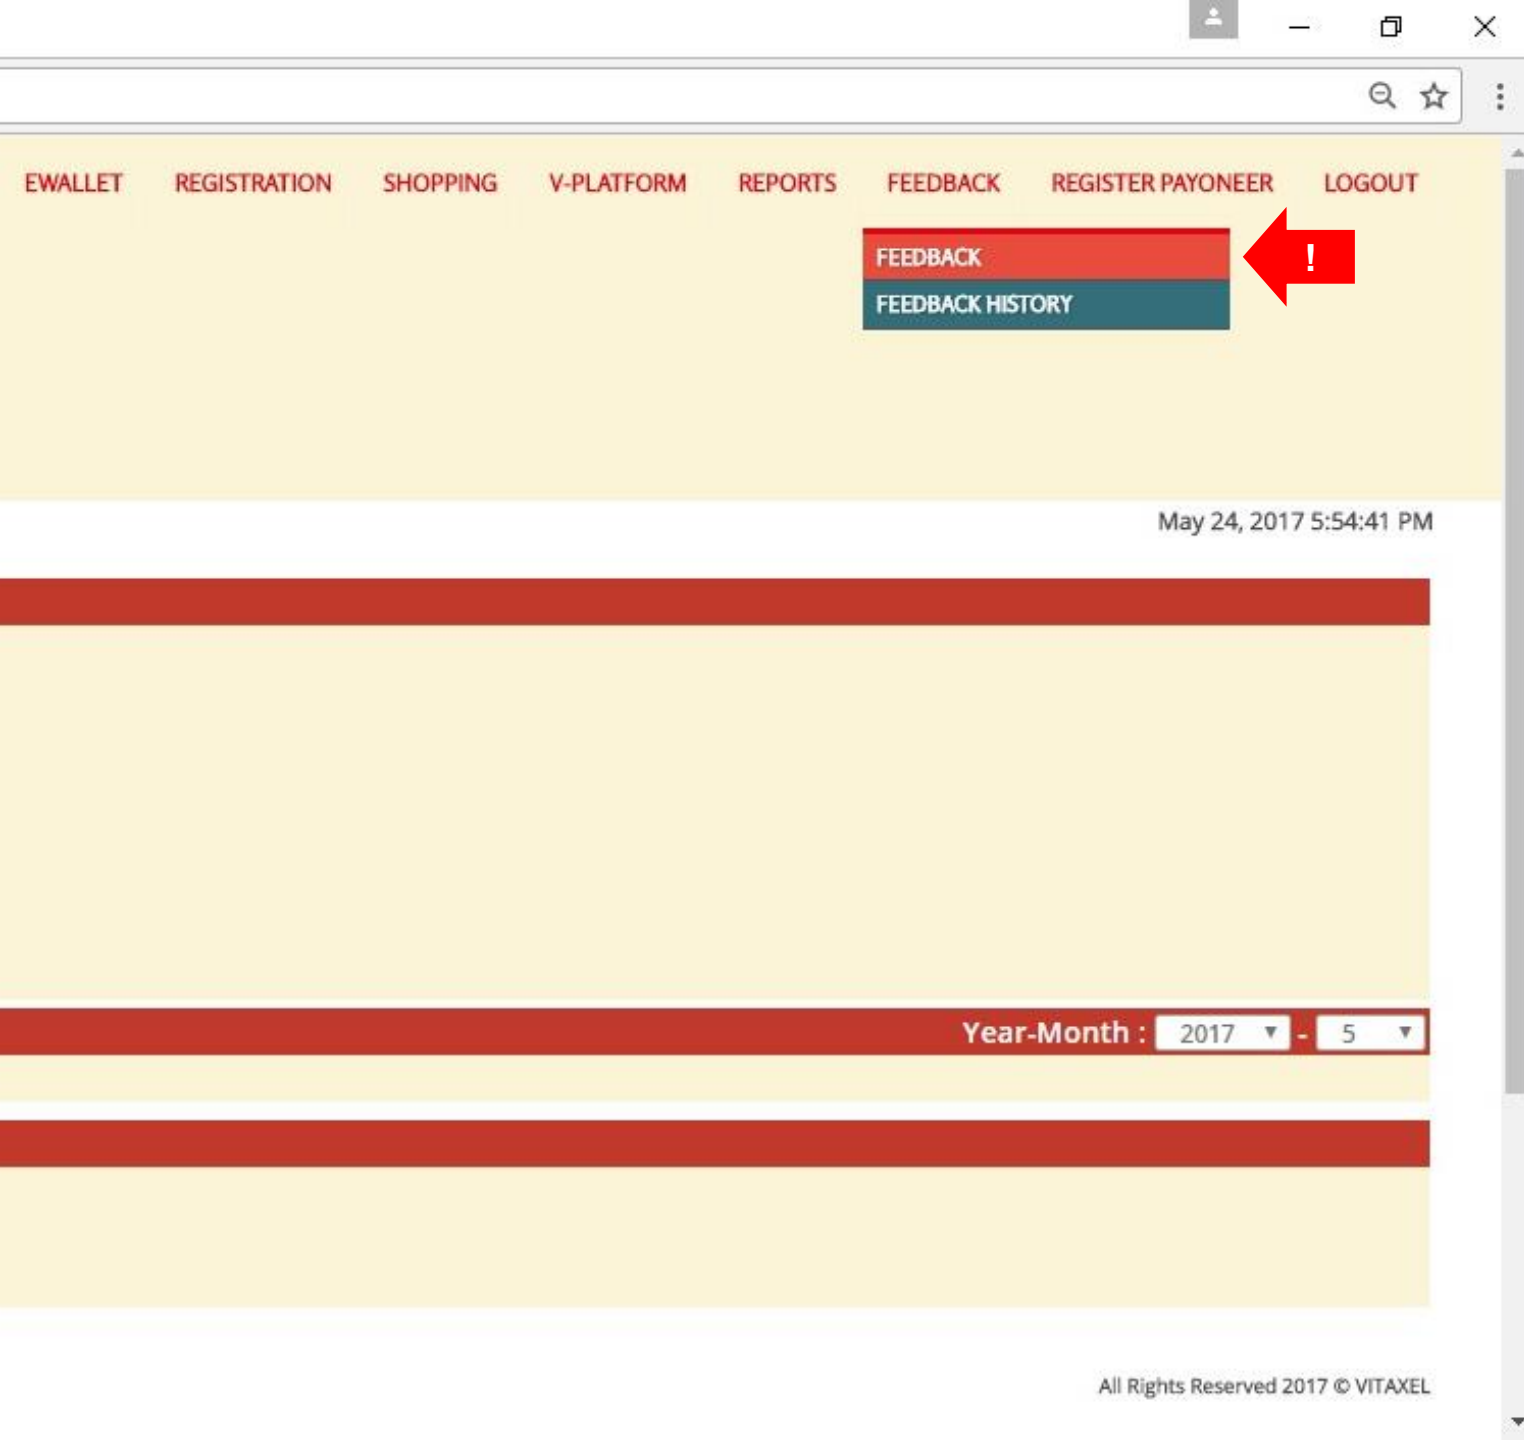 EWALLET REGISTRATION SHOPPING V-PLATFORM REPORTS FEEDBACK REGISTER PAYONEER LOGOUT
FEEDBACK !
FEEDBACK HISTORY
May 24, 2017 5:54:41 PM
Year-Month : 2017 - 5
All Rights Reserved 2017 © VITAXEL